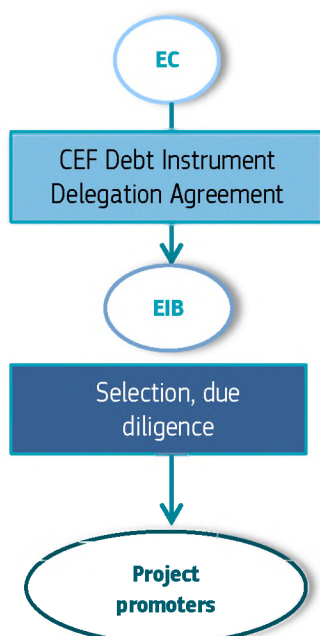 EC
CEF Debt Instrument
Delegation Agreement
EIB
Selection, due
diligence
Project
promoters